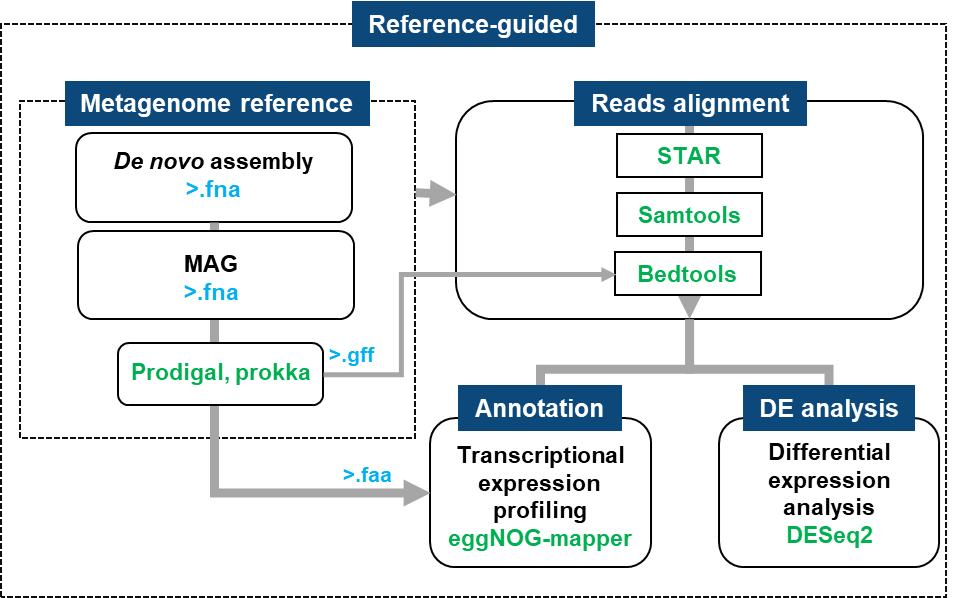 Reference-guided
Metagenome reference
De novo assembly
>.fna
MAG
>.fna
Prodigal, prokka
>.gff
>.faa
Reads alignment
STAR
Samtools
Bedtools
Annotation
Transcriptional
expression
profiling
eggNOG-mapper
DE analysis
Differential
expression
analysis
DESeq2